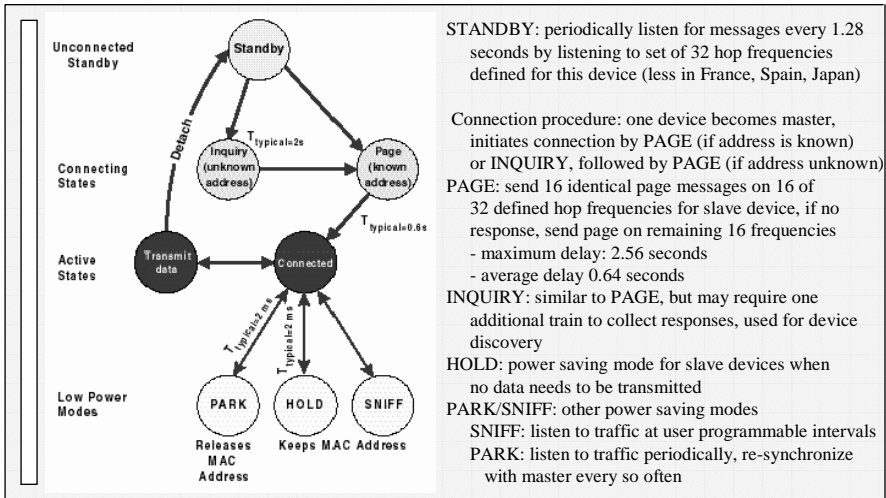 Unconnected
Standby
Standby
Detach
T typical=2s
Connecting
States
Inquiry
(unknown
address)
Page
(known
address)
T typical=0.6s
Active
States
Transmit
data
Connected
T typical=2 ms
T typical=2 ms
Low Power
Modes
PARK
HOLD
SNIFF
Releases
MAC
Address
Keeps MAC Address
STANDBY: periodically listen for messages every 1.28
seconds by listening to set of 32 hop frequencies
defined for this device (less in France, Spain, Japan)
Connection procedure: one device becomes master,
initiates connection by PAGE (if address is known)
or INQUIRY, followed by PAGE (if address unknown)
PAGE: send 16 identical page messages on 16 of
32 defined hop frequencies for slave device, if no
response, send page on remaining 16 frequencies
- maximum delay: 2.56 seconds
- average delay 0.64 seconds
INQUIRY: similar to PAGE, but may require one
additional train to collect responses, used for device
discovery
HOLD: power saving mode for slave devices when
no data needs to be transmitted
PARK/SNIFF: other power saving modes
SNIFF: listen to traffic at user programmable intervals
PARK: listen to traffic periodically, re-synchronize
with master every so often